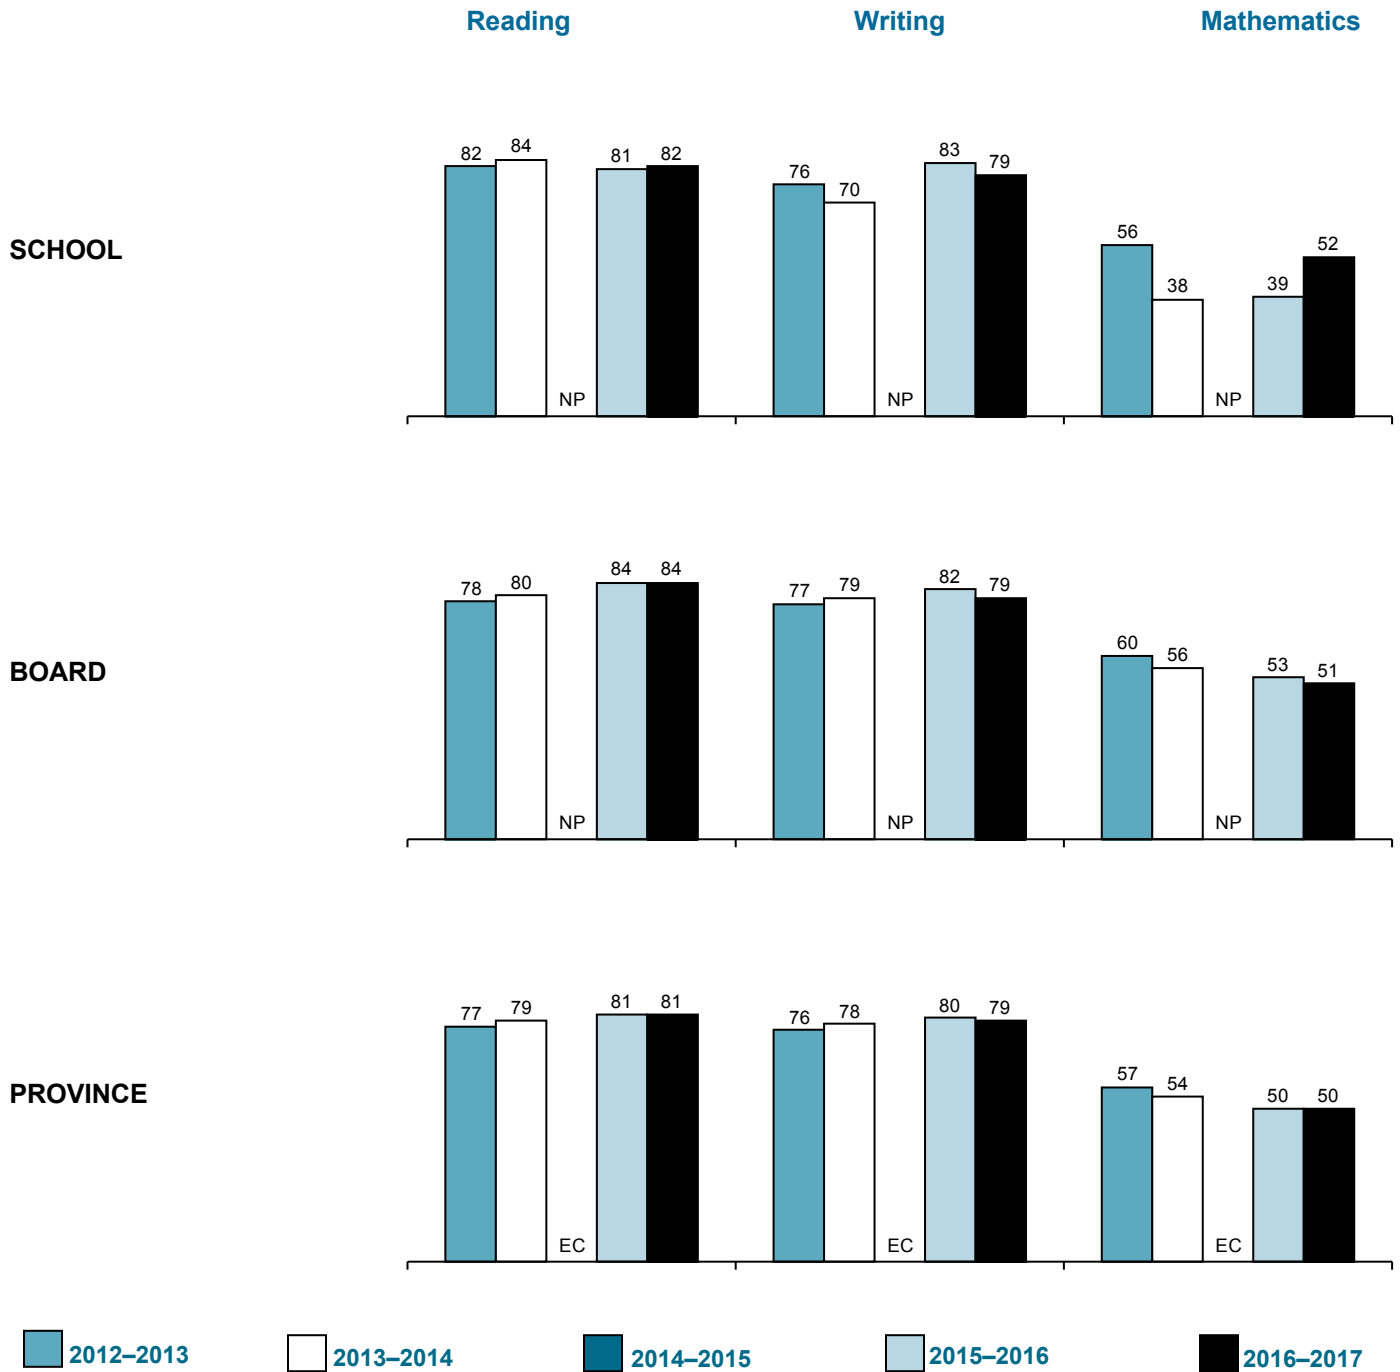 Reading Writing Mathematics
SCHOOL
82 84 NP 81 82 76 70 NP 83 79 56 38 NP 39 52
BOARD
78 80 NP 84 84 77 79 NP 82 79 60 56 NP 53 51
PROVINCE
77 79 EC 81 81 76 78 EC 80 79 57 54 EC 50 50
2012–2013 2013–2014 2014–2015 2015–2016 2016–2017